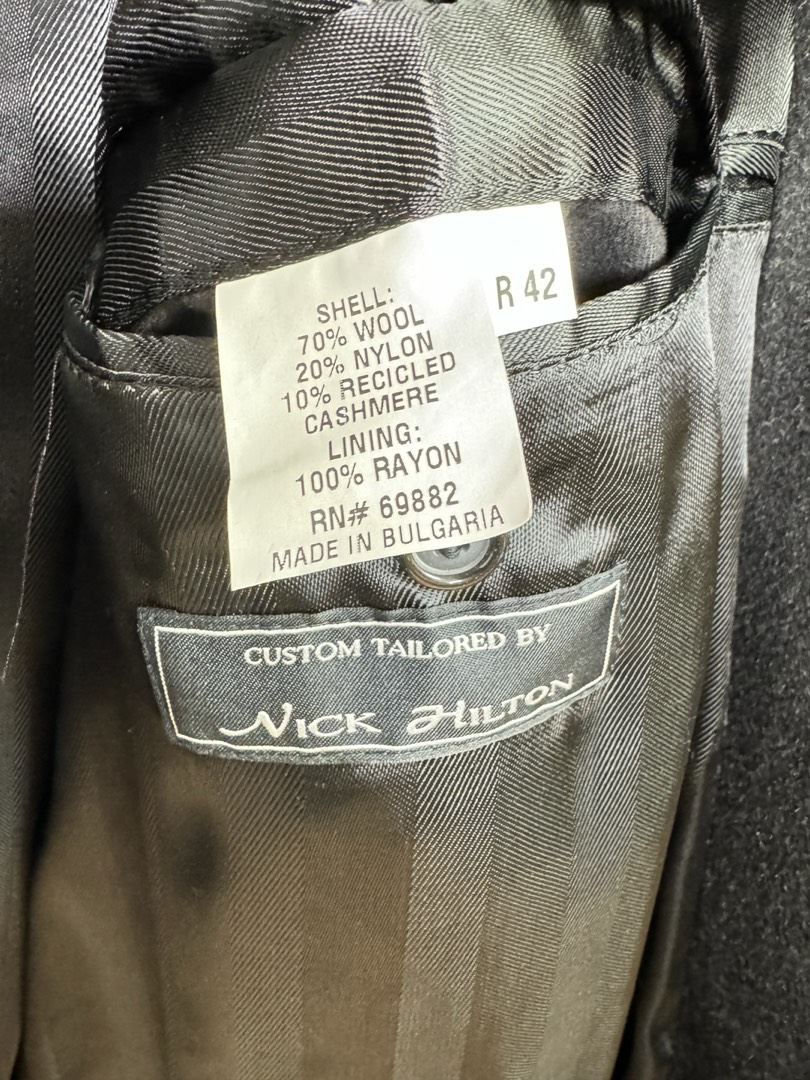 R 42
SHELL:
70% WOOL
20% NYLON
10% RECICLED
CASHMERE
LINING:
100% RAYON
RN# 69882
MADE IN BULGARIA
CUSTOM TAILORED BY
NICK HILTON